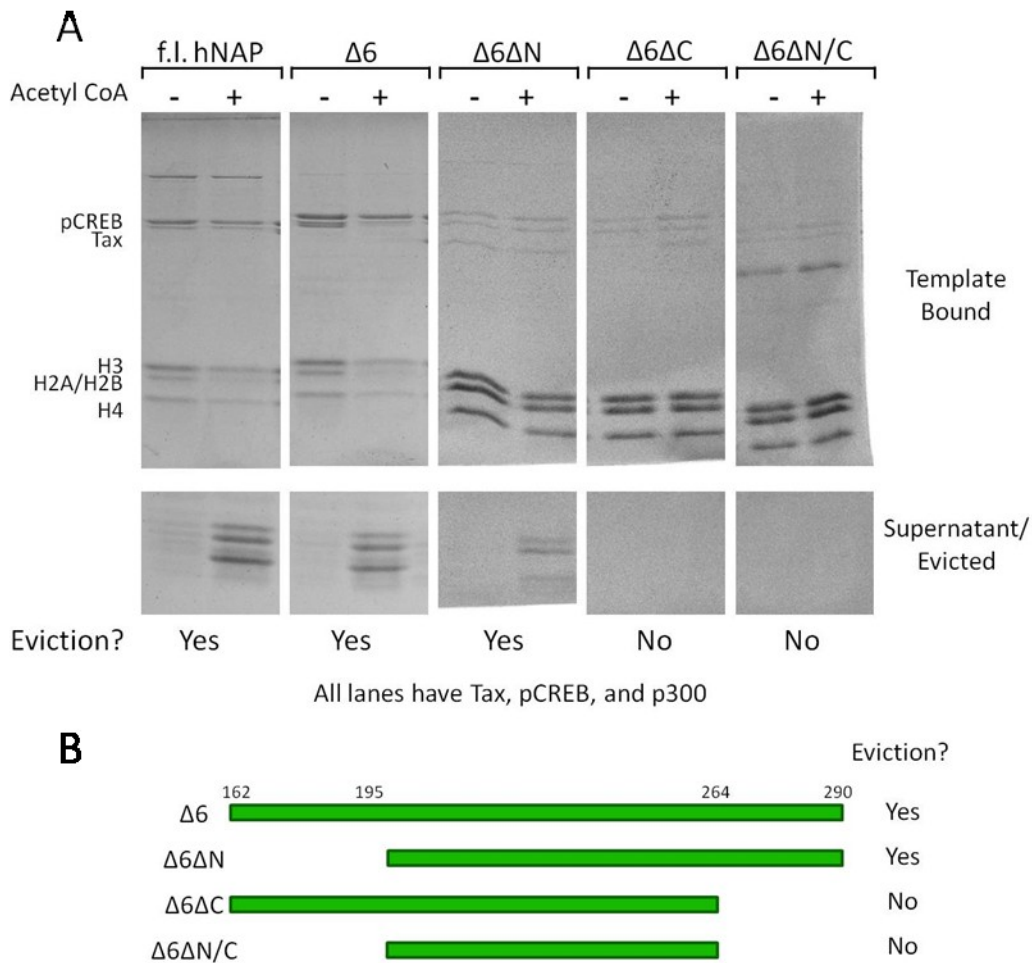 A
f.l. hNAP Δ6 Δ6ΔN Δ6ΔC Δ6ΔN/C
Acetyl CoA - + - + - + - + - +
pCREB
Tax
Template
Bound
H3
H2A/H2B
H4
Supernatant/
Evicted
Eviction? Yes Yes Yes No No
All lanes have Tax, pCREB, and p300
B
Eviction?
162 195 264 290
Δ6 Yes
Δ6ΔN Yes
Δ6ΔC No
Δ6ΔN/C No